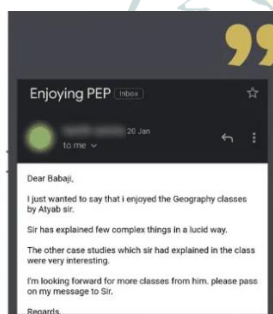 Enjoying PEP Inbox
20 Jan
to me
Dear Babaji,
I just wanted to say that i enjoyed the Geography classes
by Atyab sir.
Sir has explained few complex things in a lucid way.
The other case studies which sir had explained in the class
were very interesting.
I'm looking forward for more classes from him. please pass
on my message to Sir.
Regards,